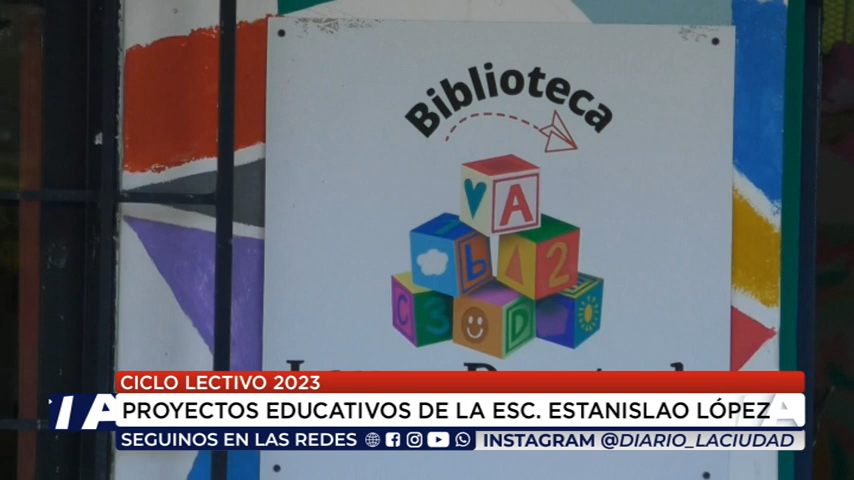 Biblioteca
A
b
2
C
3
D
CICLO LECTIVO 2023
PROYECTOS EDUCATIVOS DE LA ESC. ESTANISLAO LÓPEZ
SEGUINOS EN LAS REDES INSTAGRAM @DIARIO_LACIUDAD